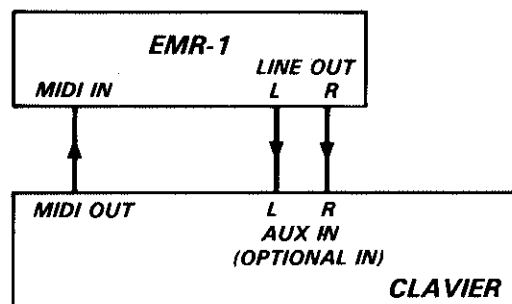 EMR-1
LINE OUT
MIDI IN L R
MIDI OUT L R
AUX IN
(OPTIONAL IN)
CLAVIER